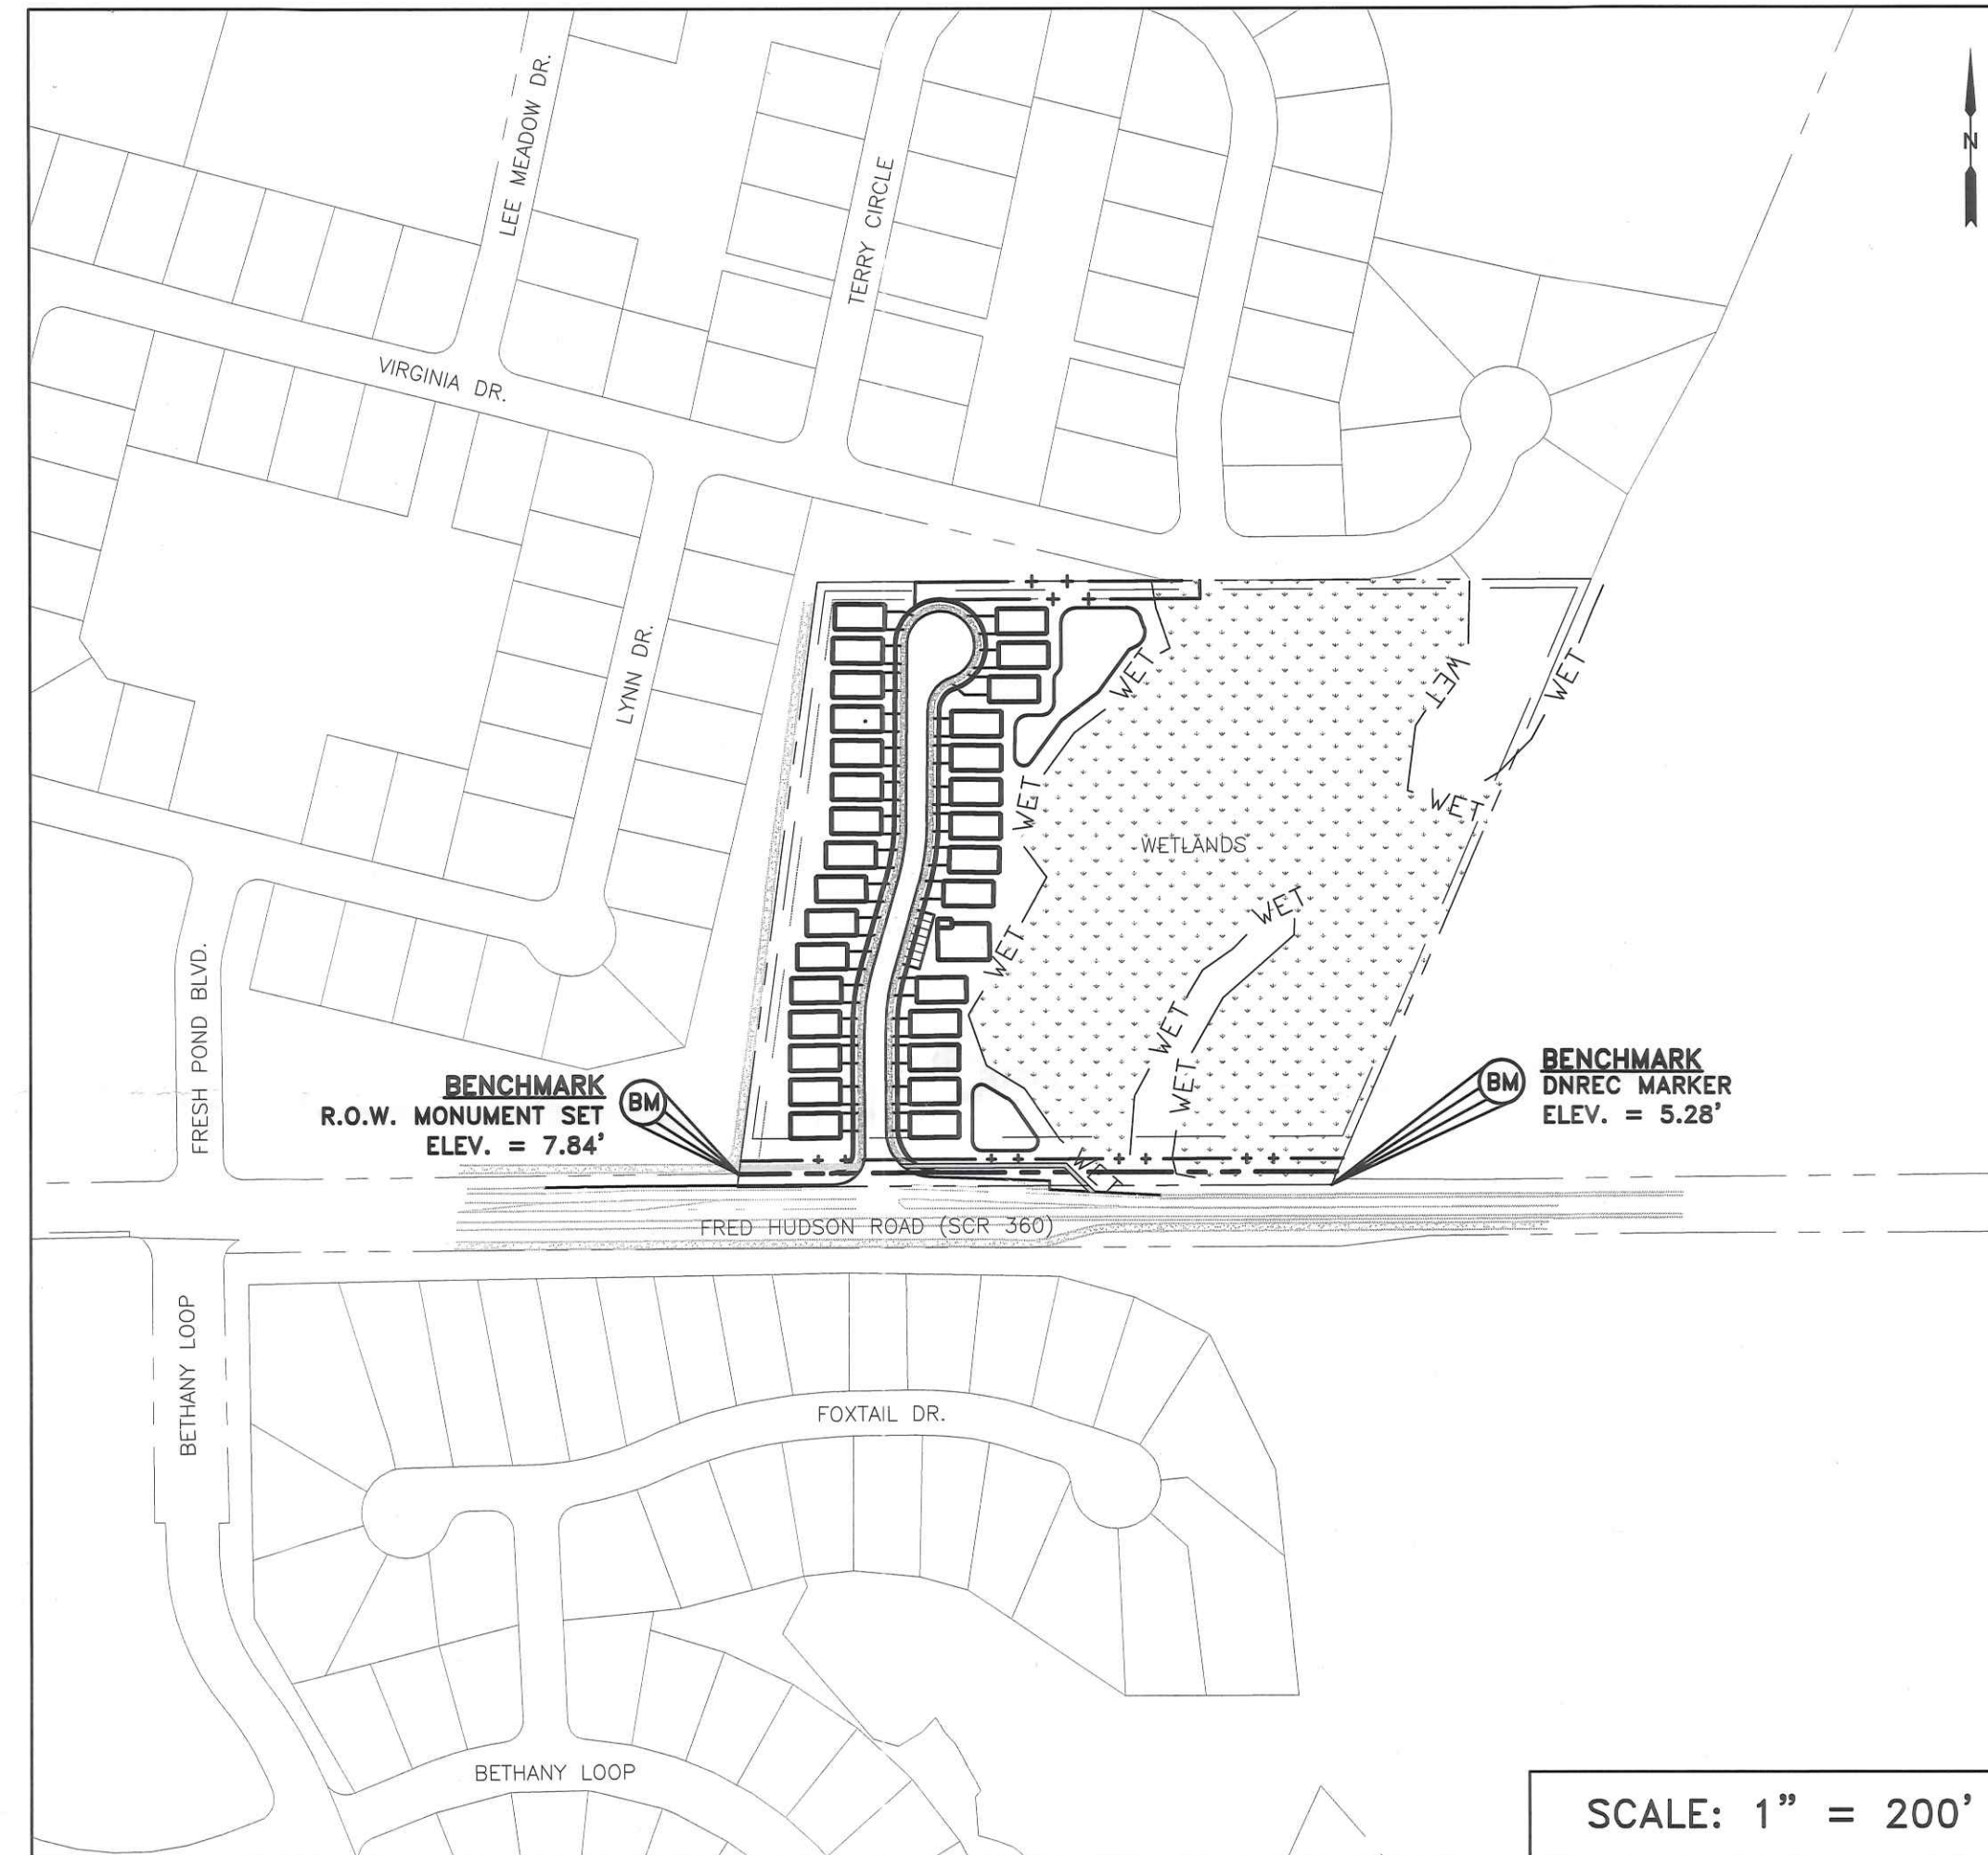 LEE MEADOW DR.
N
TERRY CIRCLE
VIRGINIA DR.
LYNN DR.
WET
WET
WET
WET
WET
WETLANDS
WET
WET
FRESH POND BLVD.
WET
WET
WET
BENCHMARK
R.O.W. MONUMENT SET
ELEV. = 7.84'
BM
BM
BENCHMARK
DNREC MARKER
ELEV. = 5.28'
FRED HUDSON ROAD (SCR 360)
BETHANY LOOP
FOXTAIL DR.
BETHANY LOOP
SCALE: 1" = 200'